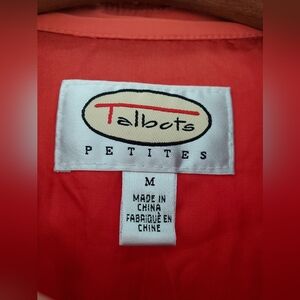 Talbots
PETITES
M
MADE IN
CHINA
FABRIQUÉ EN
CHINE